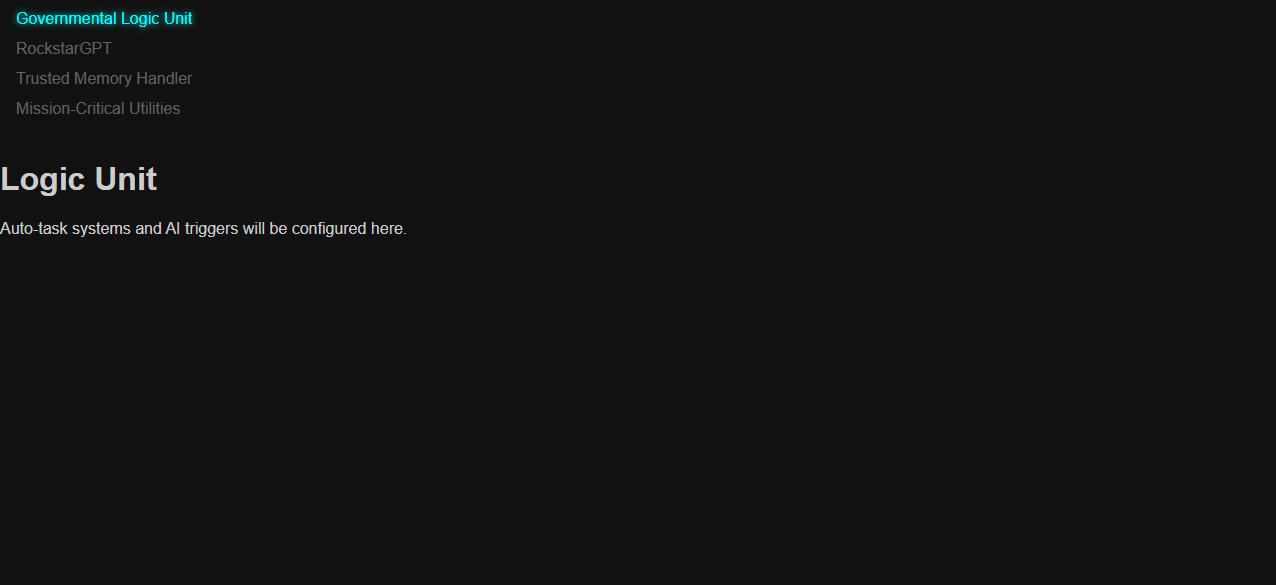 Governmental Logic Unit
RockstarGPT
Trusted Memory Handler
Mission-Critical Utilities
Logic Unit
Auto-task systems and AI triggers will be configured here.